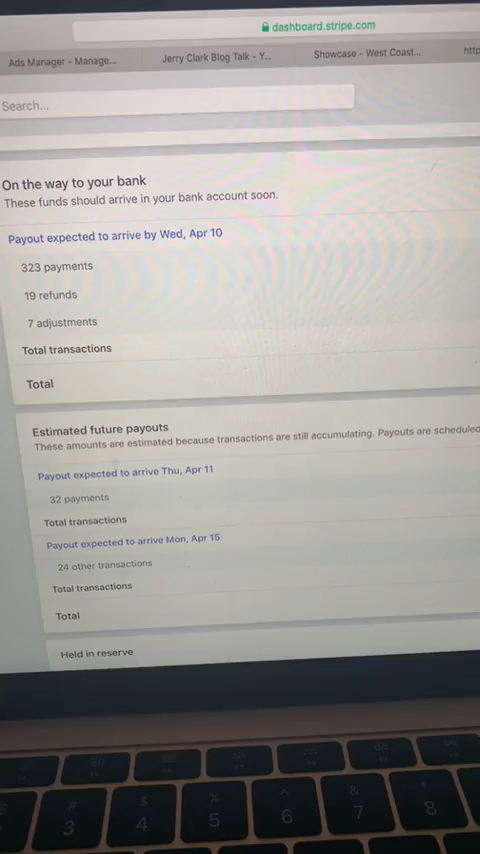 dashboard.stripe.com
Ads Manager - Manage...
Jerry Clark Blog Talk - Y...
Showcase - West Coast...
http
Search...
On the way to your bank
These funds should arrive in your bank account soon.
Payout expected to arrive by Wed, Apr 10
323 payments
19 refunds
7 adjustments
Total transactions
Total
Estimated future payouts
These amounts are estimated because transactions are still accumulating. Payouts are scheduled
Payout expected to arrive Thu, Apr 11
32 payments
Total transactions
Payout expected to arrive Mon, Apr 15
24 other transactions
Total transactions
Total
Held in reserve
# $ % ^ & *
3 4 5 6 7 8